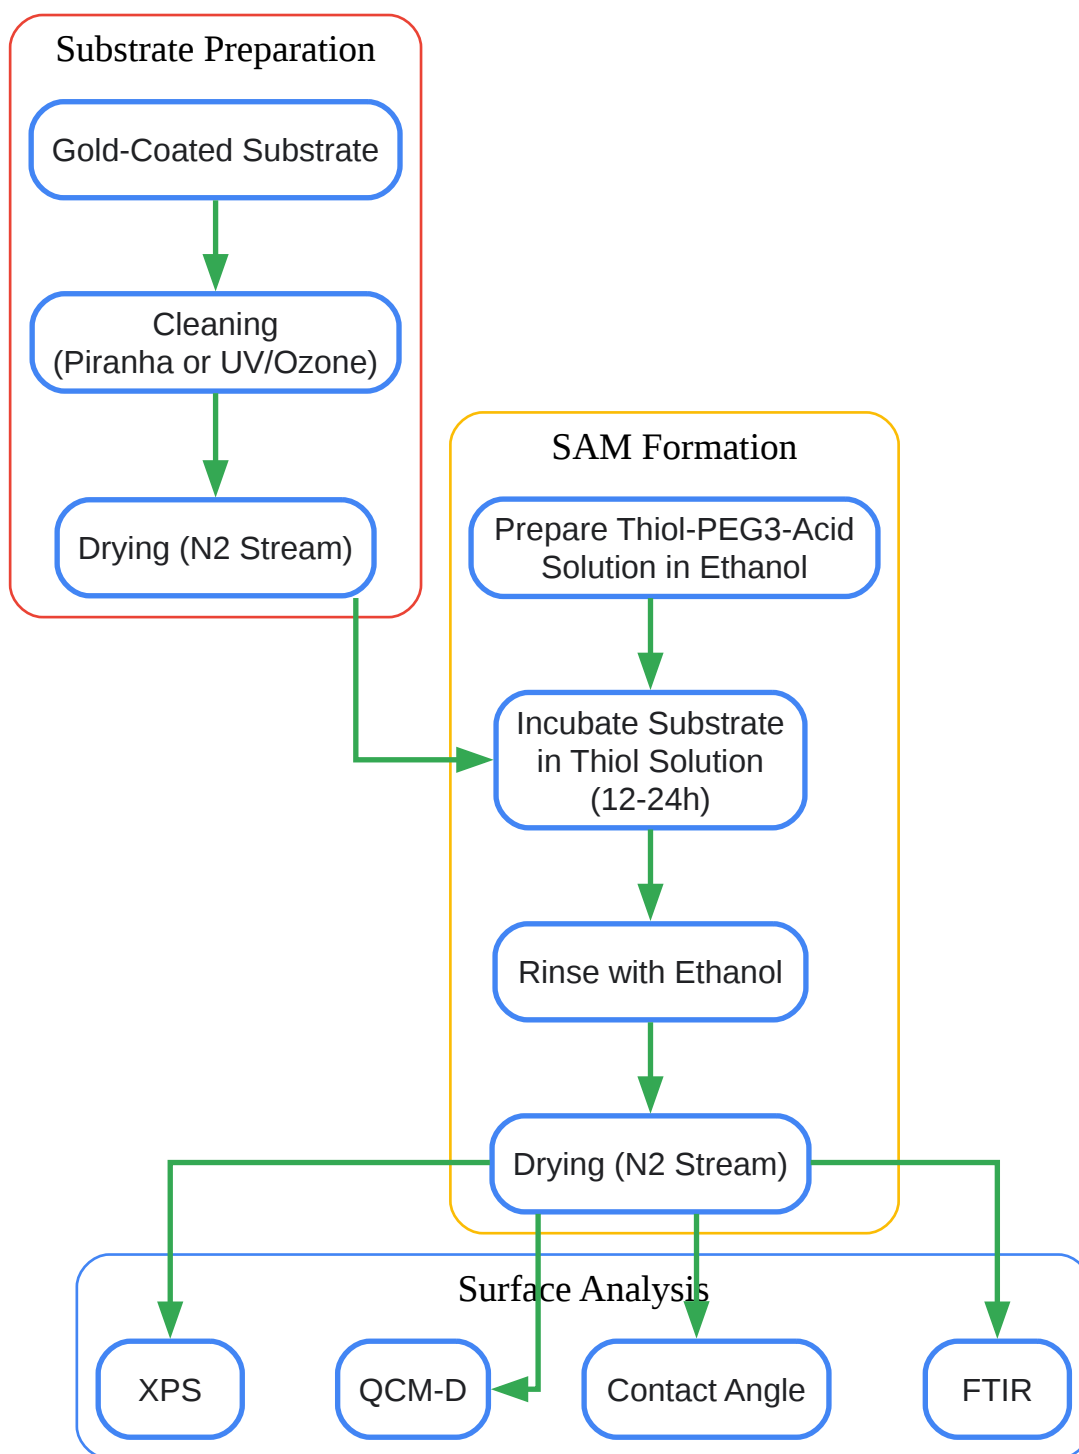 Substrate Preparation
Gold-Coated Substrate
Cleaning
(Piranha or UV/Ozone)
Drying (N2 Stream)
SAM Formation
Prepare Thiol-PEG3-Acid
Solution in Ethanol
Incubate Substrate
in Thiol Solution
(12-24h)
Rinse with Ethanol
Drying (N2 Stream)
Surface Analysis
XPS
QCM-D
Contact Angle
FTIR